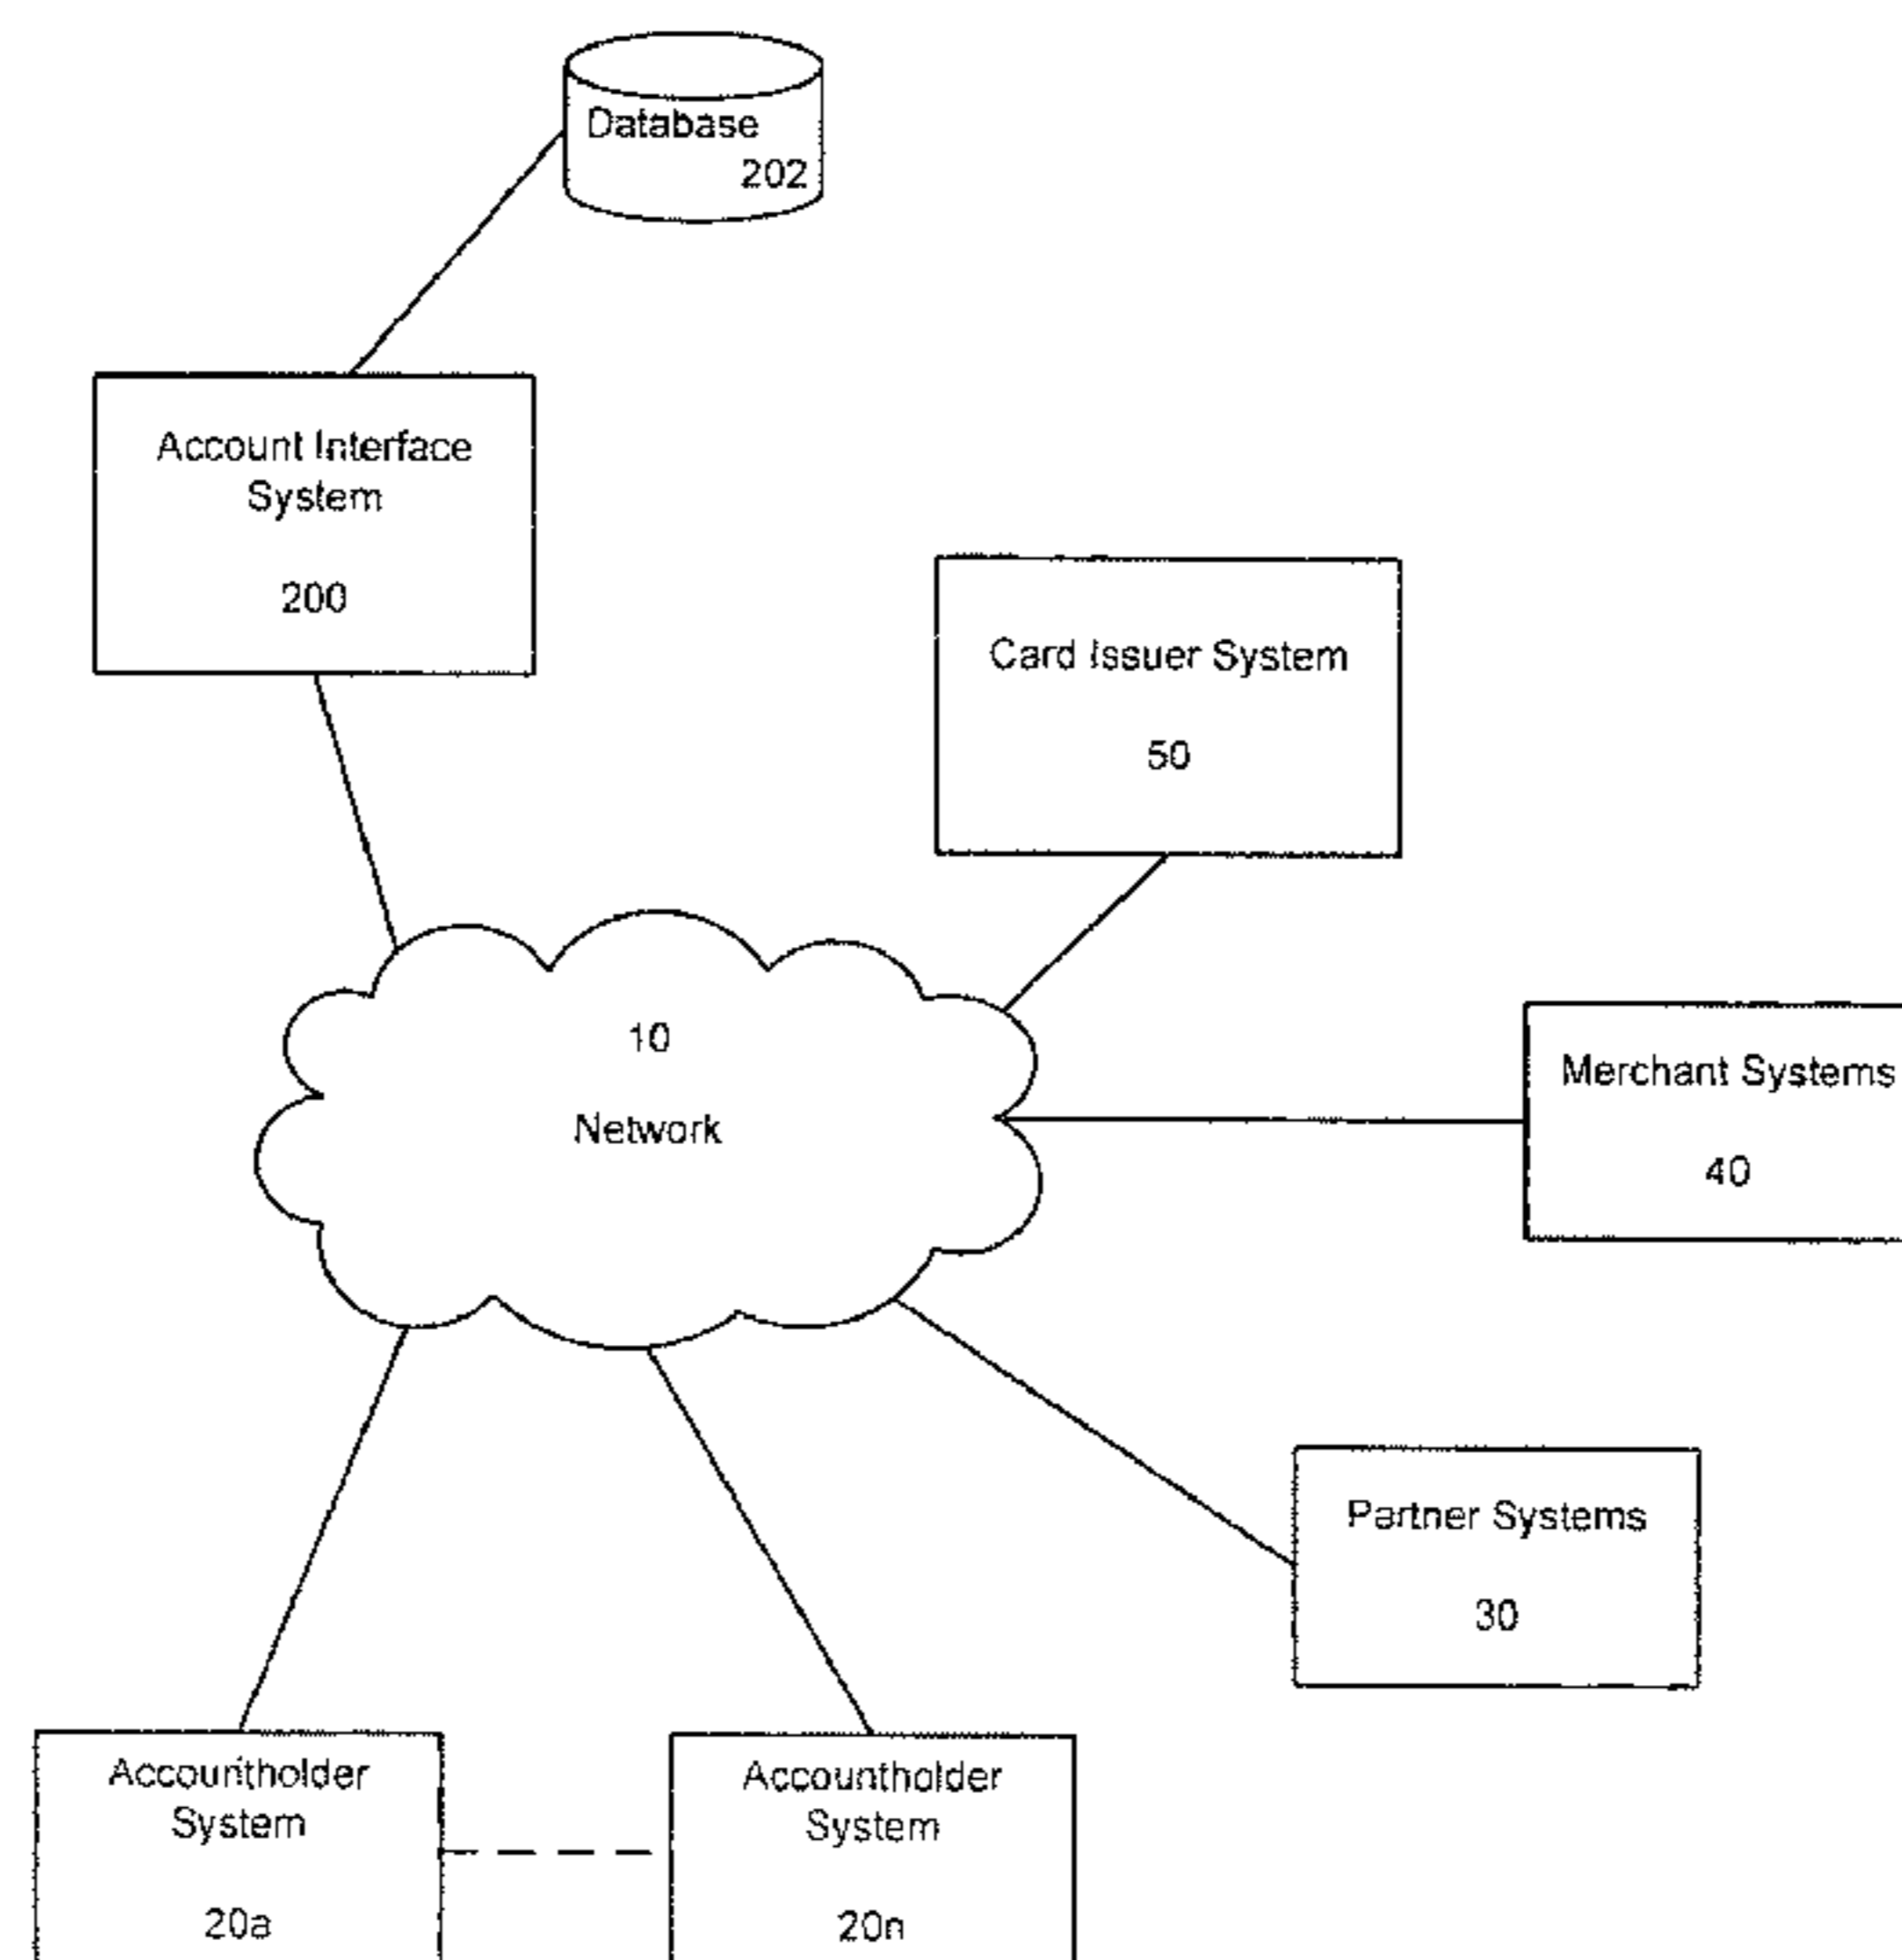 Database
202
Account Interface
System
200
Card Issuer System
50
10
Network
Merchant Systems
40
Partner Systems
30
Accountholder
System
20a
Accountholder
System
20n